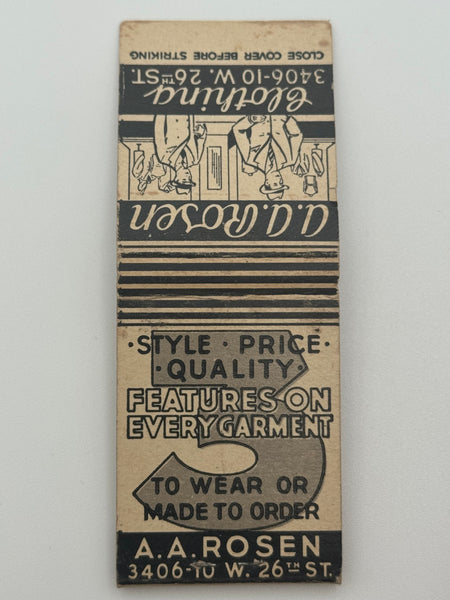 CLOSE COVER BEFORE STRIKING
3406-10 W. 26TH ST.
Clothing
A.A. Rosen
·STYLE · PRICE·
·QUALITY·
3
FEATURES-ON
EVERY GARMENT
TO WEAR OR
MADE TO ORDER
A. A. ROSEN
3406-10 W. 26TH ST.